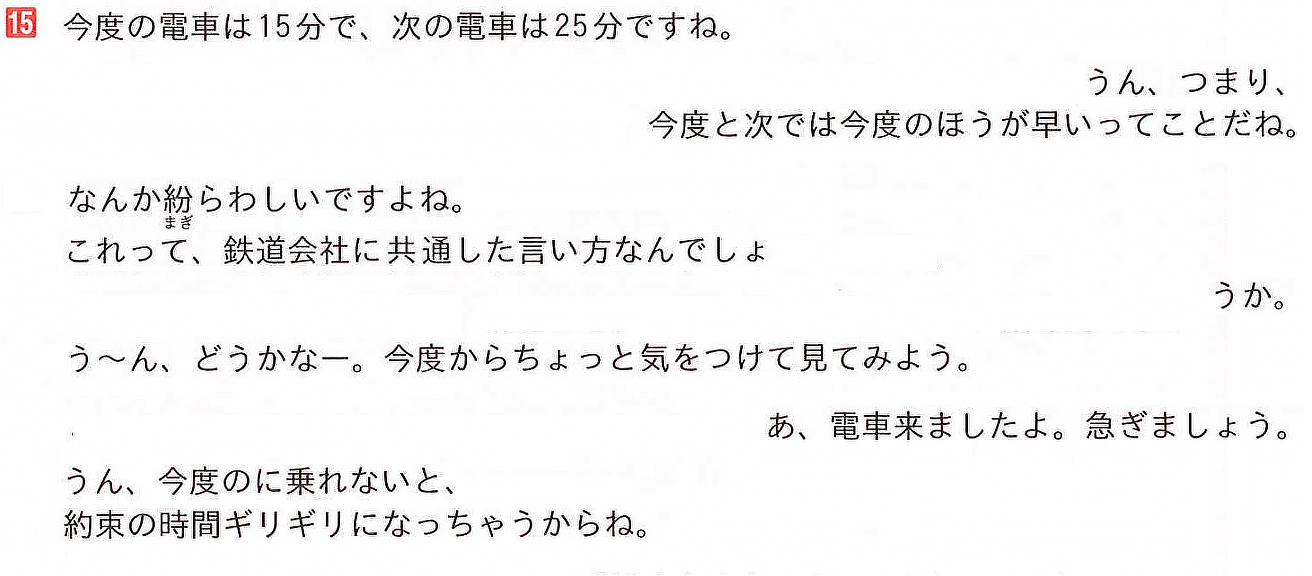 15 今度の電車は15分で、次の電車は25分ですね。
うん、つまり、
今度と次では今度のほうが早いってことだね。
なんか紛らわしいですよね。
まぎ
これって、鉄道会社に共通した言い方なんでしょ
うか。
う〜ん、どうかなー。今度からちょっと気をつけて見てみよう。
あ、電車来ましたよ。急ぎましょう。
うん、今度のに乗れないと、
約束の時間ギリギリになっちゃうからね。